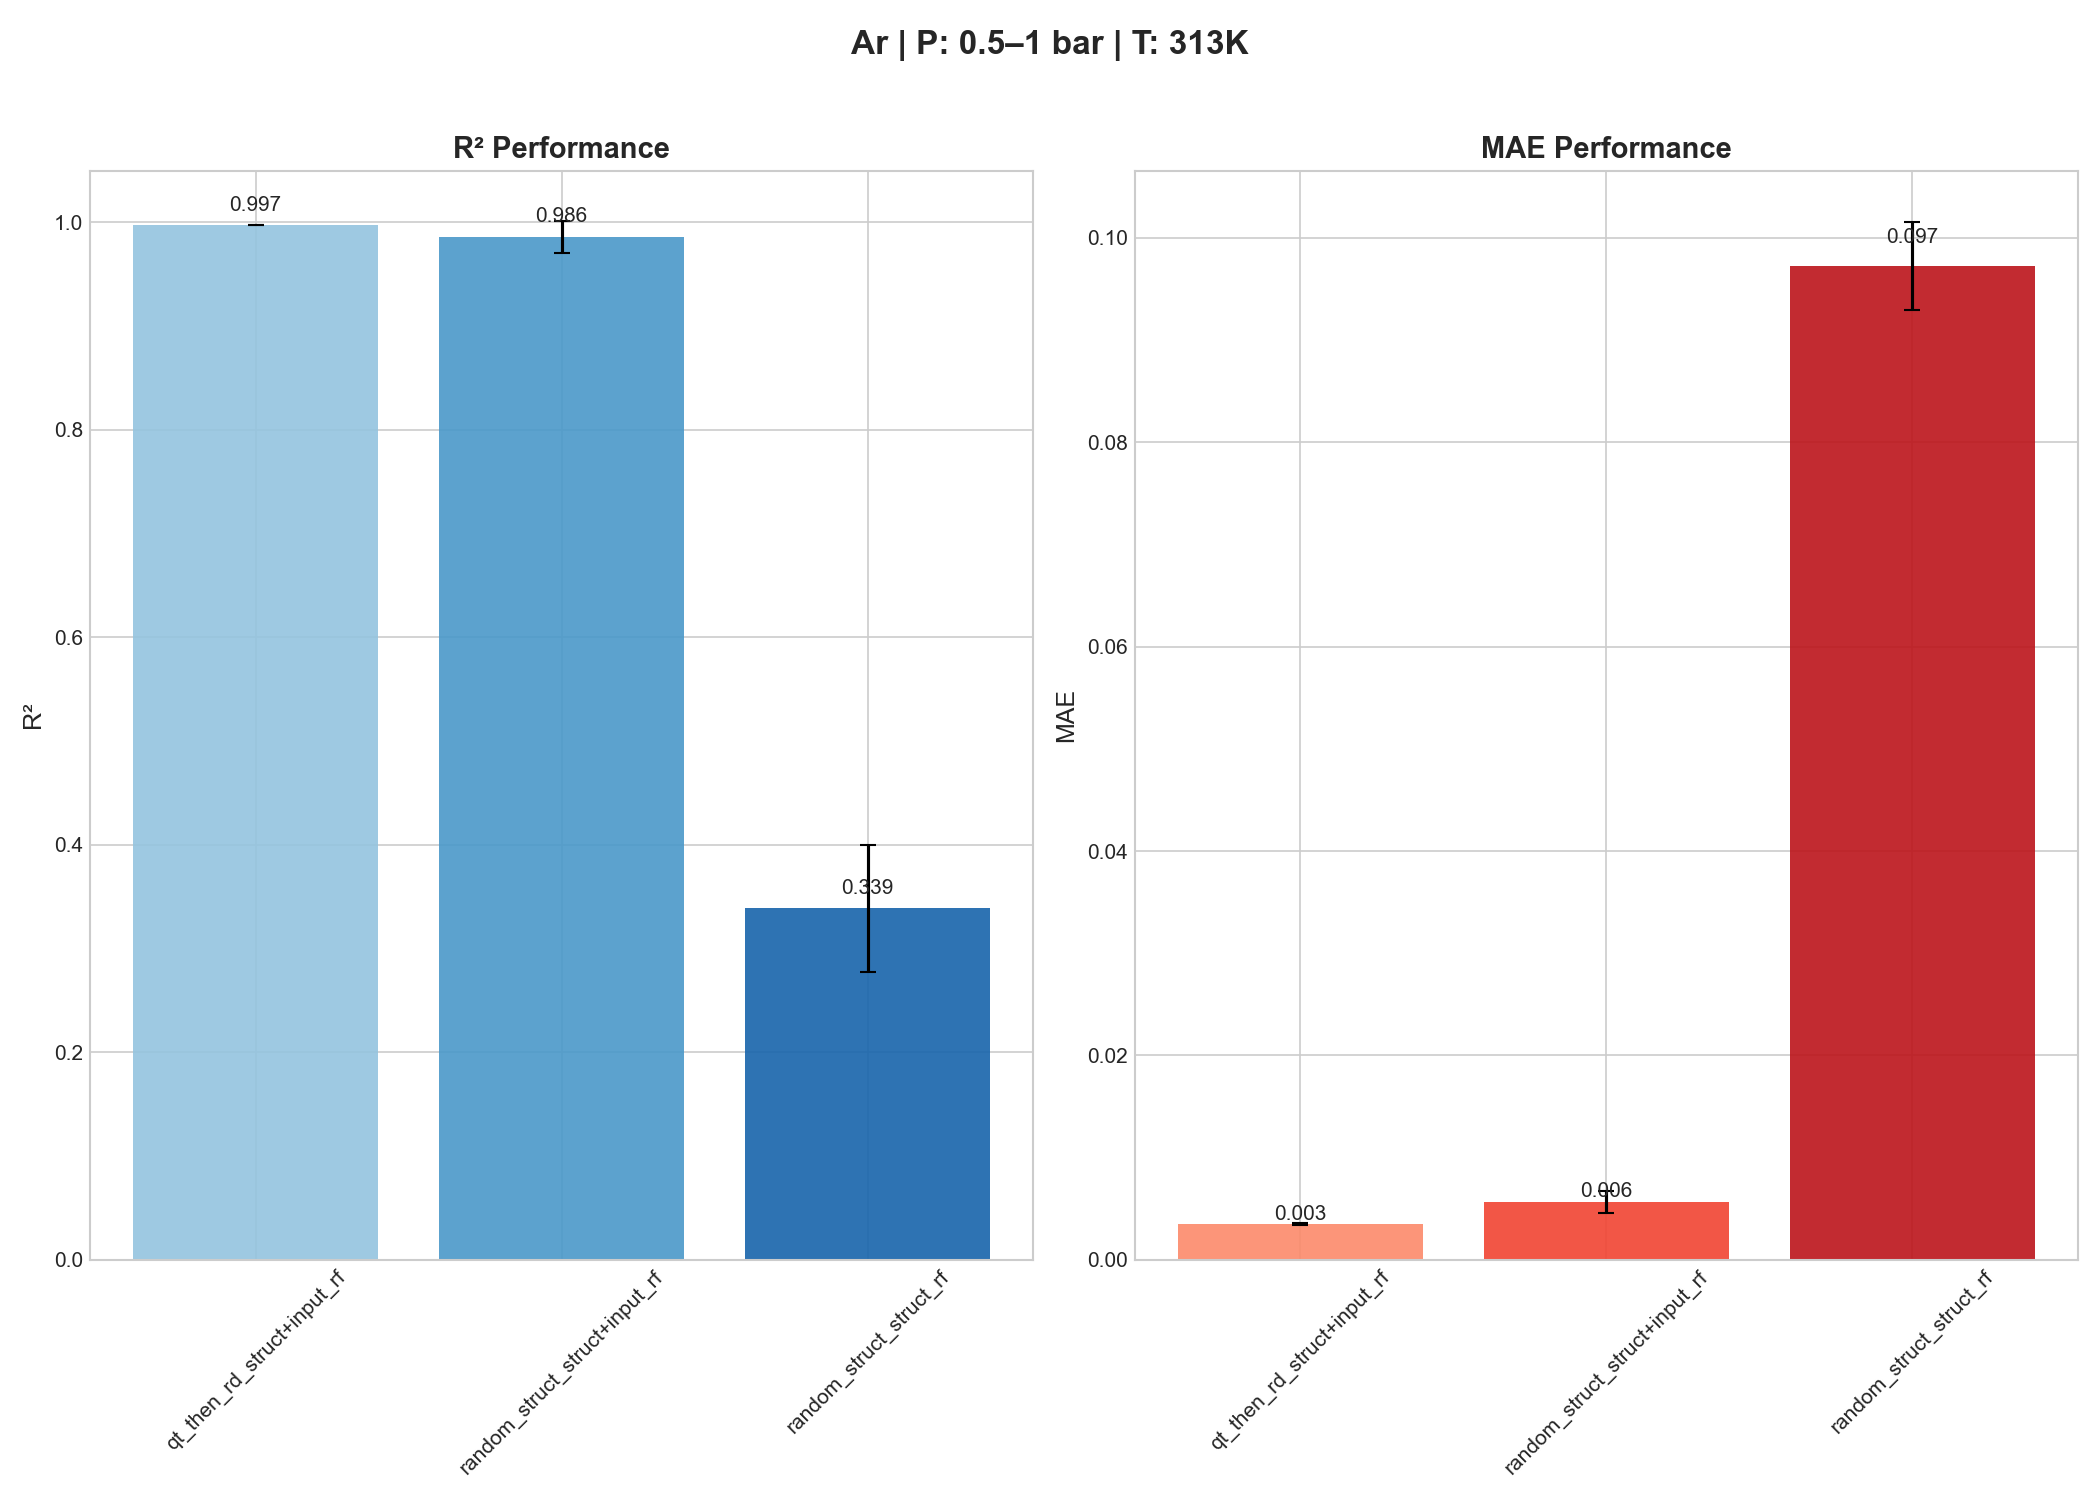 Ar | P: 0.5–1 bar | T: 313K
R² Performance
R²
1.0
0.8
0.6
0.4
0.2
0.0
0.997
0.986
0.339
qt_then_rd_struct+input_rf
random_struct_struct+input_rf
random_struct_struct_rf
MAE Performance
MAE
0.10
0.08
0.06
0.04
0.02
0.00
0.003
0.006
0.097
qt_then_rd_struct+input_rf
random_struct_struct+input_rf
random_struct_struct_rf